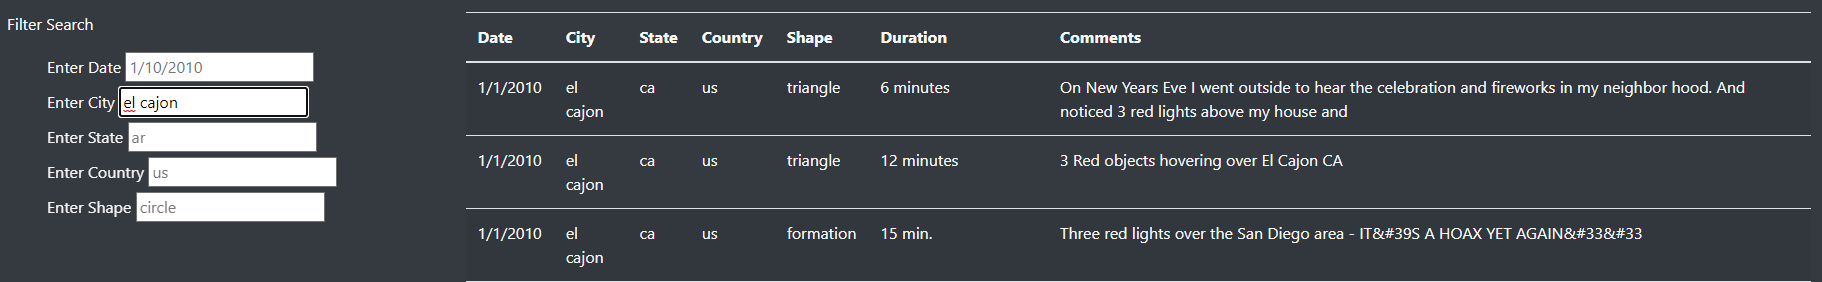 Filter Search
Enter Date 1/10/2010
Enter City el cajon
Enter State ar
Enter Country us
Enter Shape circle
Date City State Country Shape Duration Comments
1/1/2010 el ca us triangle 6 minutes On New Years Eve I went outside to hear the celebration and fireworks in my neighbor hood. And
cajon noticed 3 red lights above my house and
1/1/2010 el ca us triangle 12 minutes 3 Red objects hovering over El Cajon CA
cajon
1/1/2010 el ca us formation 15 min. Three red lights over the San Diego area - IT&#39S A HOAX YET AGAIN&#33&#33
cajon